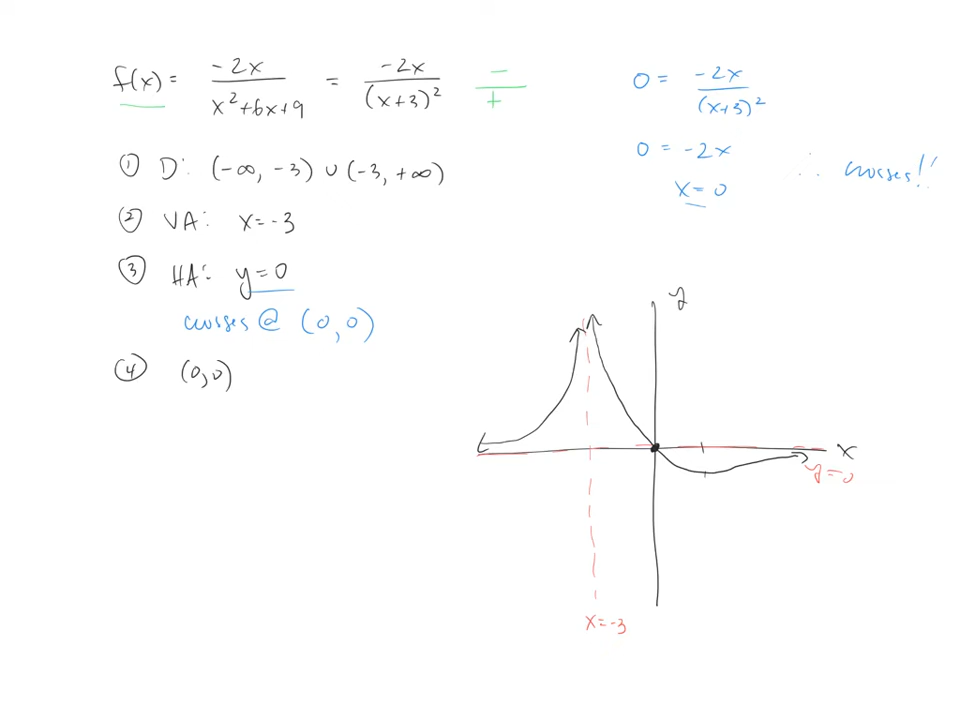 f(x) = -2x / (x²+6x+9) = -2x / (x+3)² - / +
① D: (-∞, -3) ∪ (-3, +∞)
② VA: x=-3
③ HA: y=0
crosses @ (0,0)
④ (0,0)
0 = -2x / (x+3)²
0 = -2x
x=0 ∴ crosses!!
y
x
y=0
x=-3